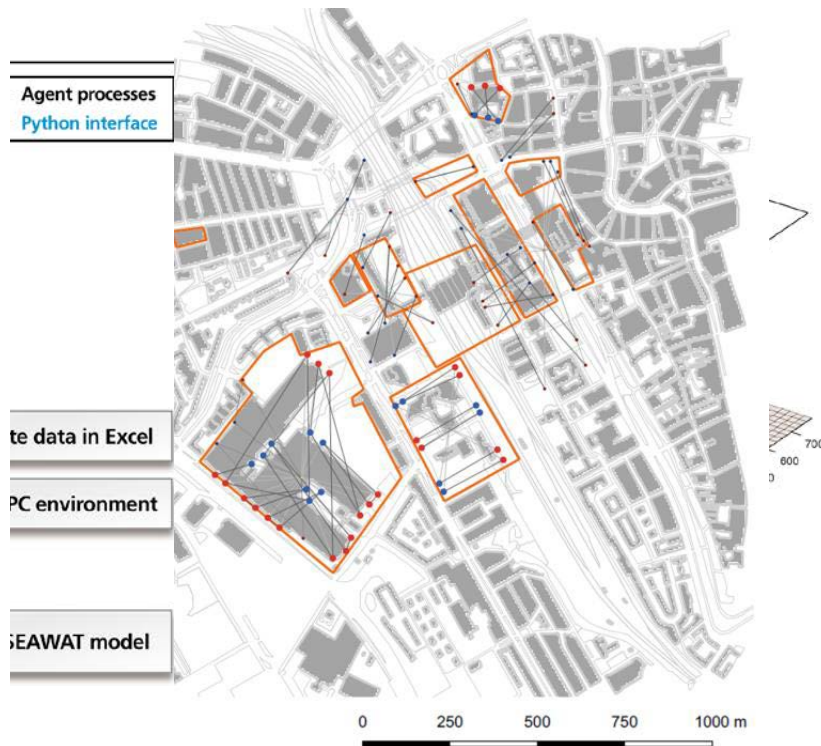 Agent processes
Python interface
te data in Excel
PC environment
SEAWAT model
700
600
0
0 250 500 750 1000 m